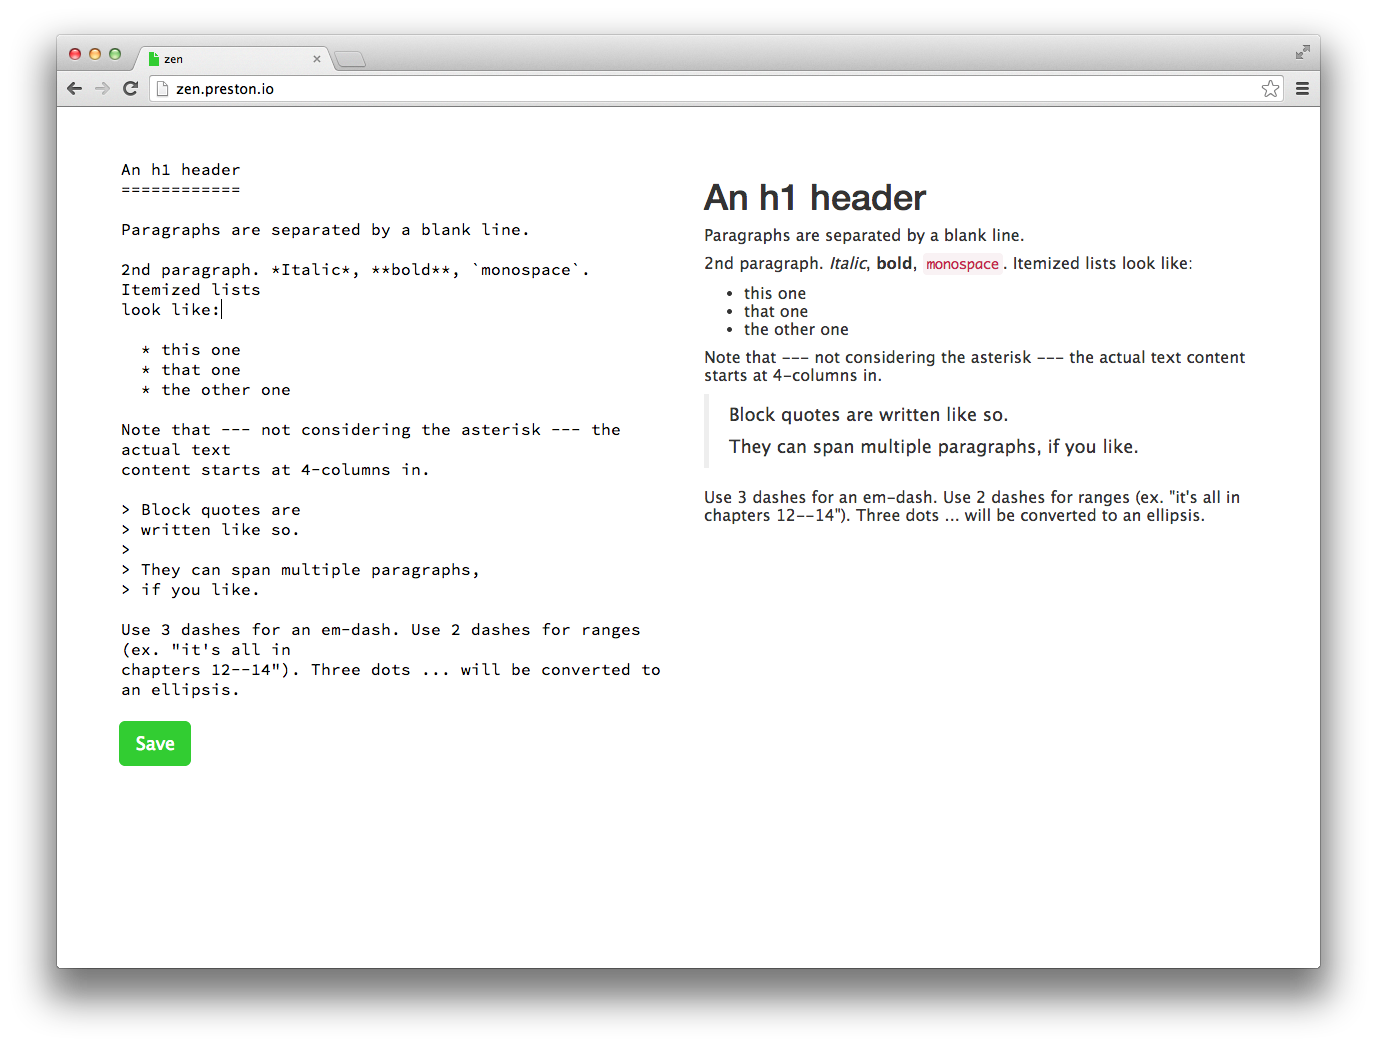 zen
zen.preston.io
An h1 header
============
Paragraphs are separated by a blank line.
2nd paragraph. *Italic*, **bold**, `monospace`.
Itemized lists
look like:
* this one
* that one
* the other one
Note that --- not considering the asterisk --- the
actual text
content starts at 4-columns in.
> Block quotes are
> written like so.
>
> They can span multiple paragraphs,
> if you like.
Use 3 dashes for an em-dash. Use 2 dashes for ranges
(ex. "it's all in
chapters 12--14"). Three dots ... will be converted to
an ellipsis.
Save
An h1 header
Paragraphs are separated by a blank line.
2nd paragraph. Italic, bold, monospace. Itemized lists look like:
• this one
• that one
• the other one
Note that --- not considering the asterisk --- the actual text content
starts at 4-columns in.
Block quotes are written like so.
They can span multiple paragraphs, if you like.
Use 3 dashes for an em-dash. Use 2 dashes for ranges (ex. "it's all in
chapters 12--14"). Three dots ... will be converted to an ellipsis.